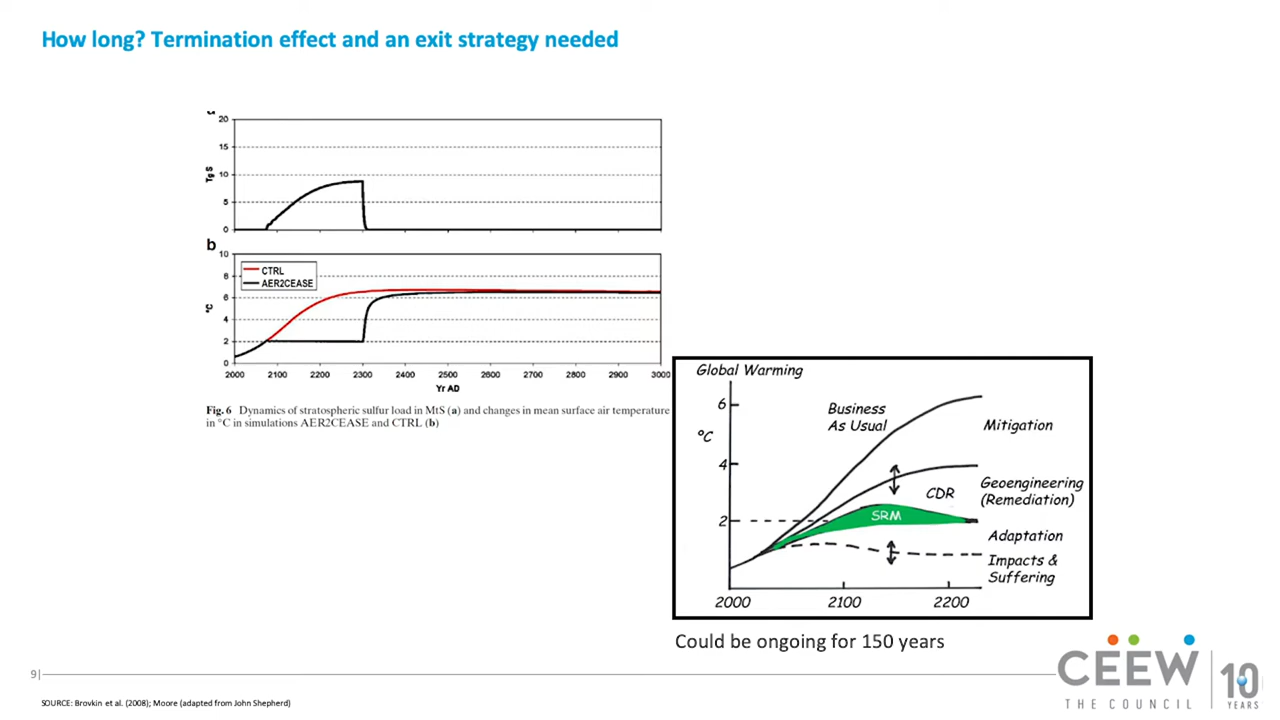 How long? Termination effect and an exit strategy needed
20
15
10
5
0
Tg S
b
10
8
6
4
2
0
°C
CTRL
AER2CEASE
2000 2100 2200 2300 2400 2500 2600 2700 2800 2900 3000
Yr AD
Fig. 6 Dynamics of stratospheric sulfur load in MtS (a) and changes in mean surface air temperature
in °C in simulations AER2CEASE and CTRL (b)
Global Warming
6
°C
4
2
Business
As Usual
Mitigation
CDR
Geoengineering
(Remediation)
SRM
Adaptation
Impacts &
Suffering
2000 2100 2200
Could be ongoing for 150 years
CEEW
THE COUNCIL
10
YEARS
9|
SOURCE: Brovkin et al. (2008); Moore (adapted from John Shepherd)